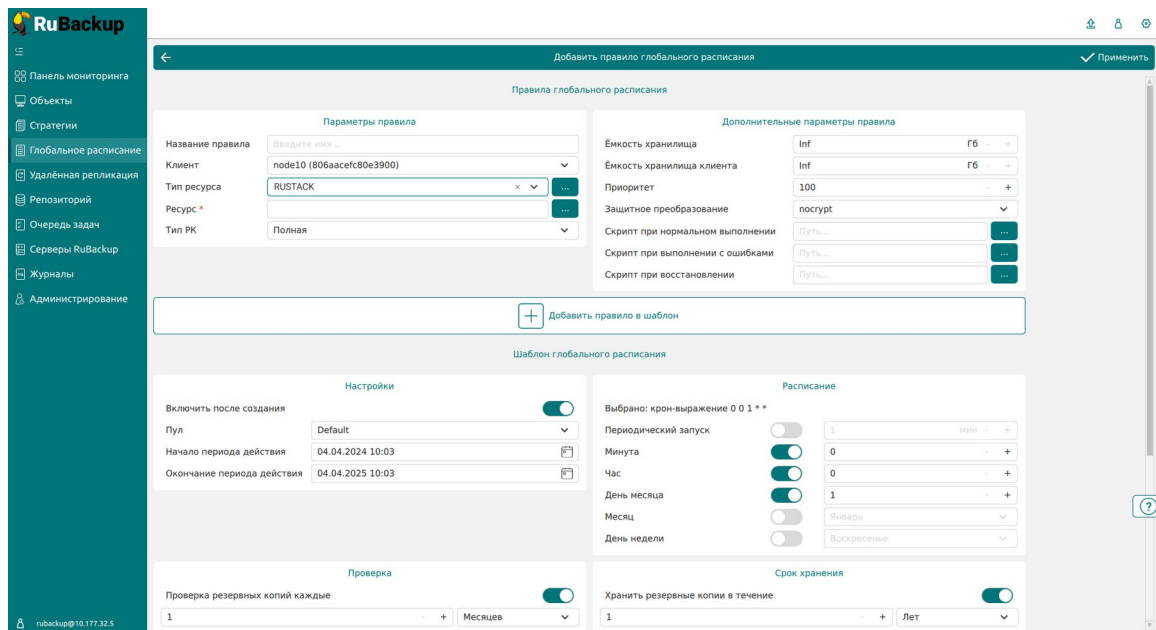 RuBackup
Панель мониторинга
Объекты
Стратегии
Глобальное расписание
Удалённая репликация
Репозиторий
Очередь задач
Серверы RuBackup
Журналы
Администрирование
rubackup@10.177.32.5
Добавить правило глобального расписания
Применить
Правила глобального расписания
Параметры правила
Название правила Введите имя ..
Клиент node10 (806aacefc80e3900)
Тип ресурса RUSTACK × ...
Ресурс * ...
Тип РК Полная
Дополнительные параметры правила
Ёмкость хранилища Inf Гб - +
Ёмкость хранилища клиента Inf Гб - +
Приоритет 100 - +
Защитное преобразование nocrypt
Скрипт при нормальном выполнении Путь... ...
Скрипт при выполнении с ошибками Путь... ...
Скрипт при восстановлении Путь... ...
+ Добавить правило в шаблон
Шаблон глобального расписания
Настройки
Включить после создания
Пул Default
Начало периода действия 04.04.2024 10:03
Окончание периода действия 04.04.2025 10:03
Расписание
Выбрано: крон-выражение 0 0 1 * *
Периодический запуск 1 мин - +
Минута 0 - +
Час 0 - +
День месяца 1 - +
Месяц Январь
День недели Воскресенье
?
Проверка
Проверка резервных копий каждые
1 - + Месяцев
Срок хранения
Хранить резервные копии в течение
1 - + Лет